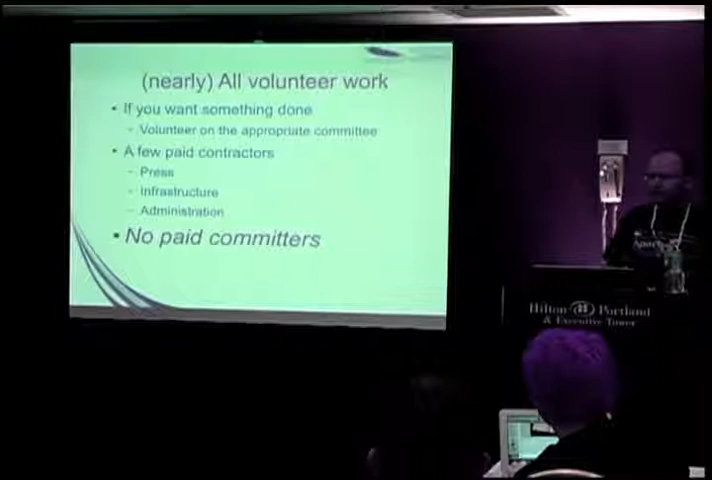 (nearly) All volunteer work
• If you want something done
– Volunteer on the appropriate committee
• A few paid contractors
– Press
– Infrastructure
– Administration
• No paid committers
Hilton Portland
& Executive Tower